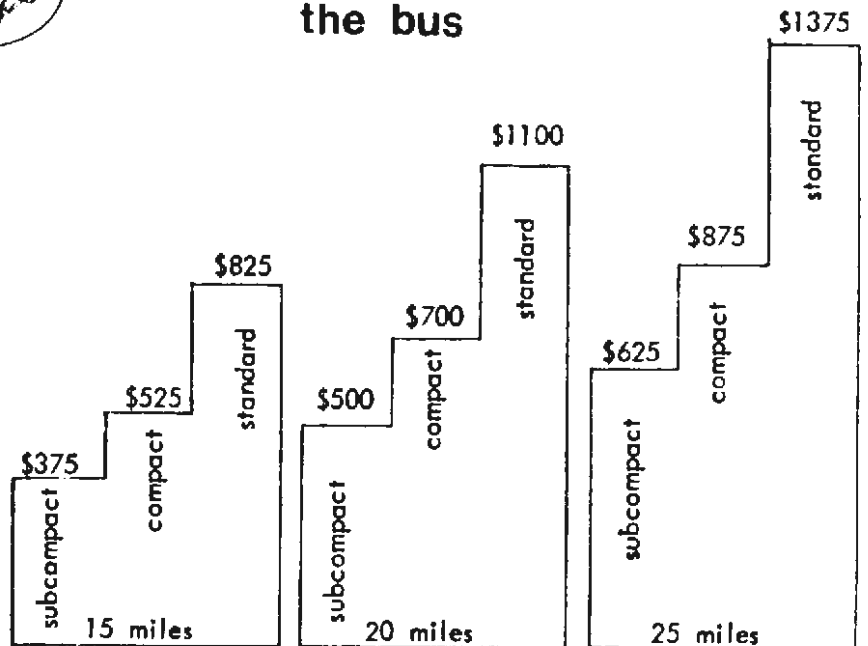 the bus
$375
subcompact
$525
compact
$825
standard
15 miles
$500
subcompact
$700
compact
$1100
standard
20 miles
$625
subcompact
$875
compact
$1375
standard
25 miles